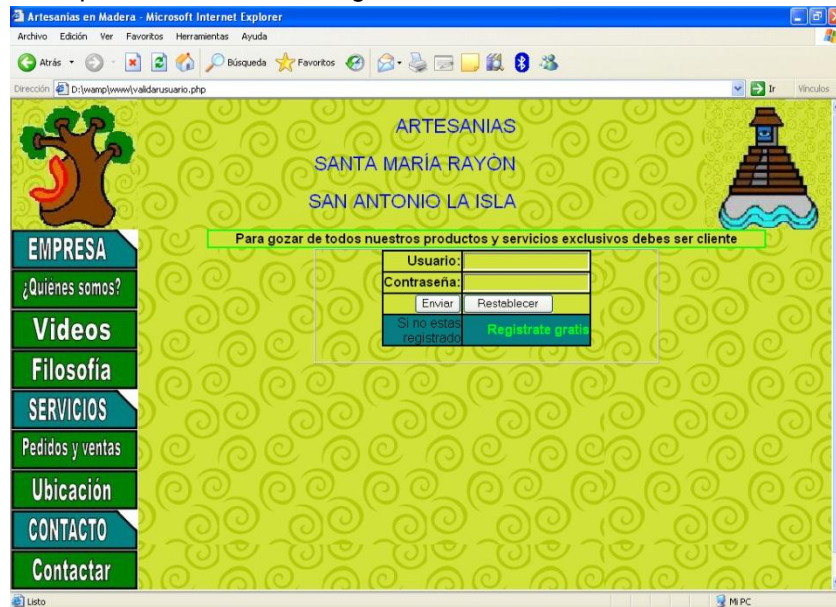 Artesanías en Madera - Microsoft Internet Explorer
Archivo Edición Ver Favoritos Herramientas Ayuda
Atrás Búsqueda Favoritos
Dirección D:\wamp\www\validarusuario.php Ir Vínculos
ARTESANIAS
SANTA MARÍA RAYÒN
SAN ANTONIO LA ISLA
Para gozar de todos nuestros productos y servicios exclusivos debes ser cliente
Usuario:
Contraseña:
Enviar Restablecer
Si no estas registrado Registrate gratis
EMPRESA
¿Quiénes somos?
Videos
Filosofía
SERVICIOS
Pedidos y ventas
Ubicación
CONTACTO
Contactar
Listo Mi PC